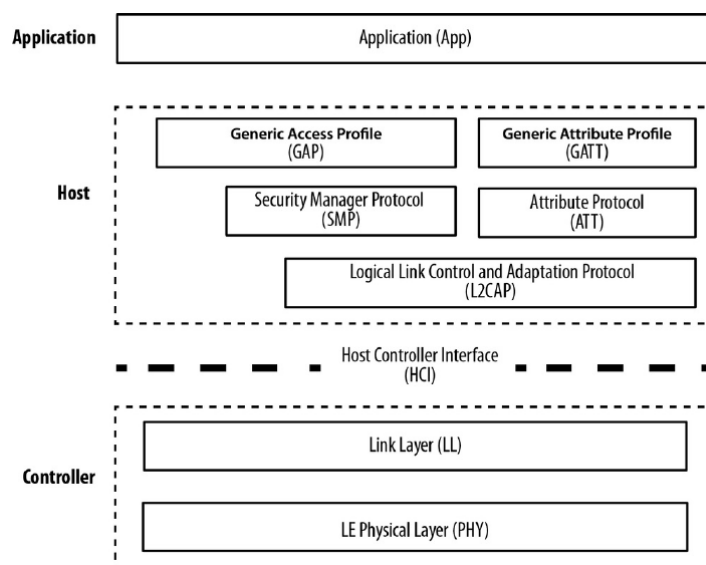 Application
Application (App)
Generic Access Profile
(GAP)
Generic Attribute Profile
(GATT)
Host
Security Manager Protocol
(SMP)
Attribute Protocol
(ATT)
Logical Link Control and Adaptation Protocol
(L2CAP)
Host Controller Interface
(HCI)
Link Layer (LL)
Controller
LE Physical Layer (PHY)